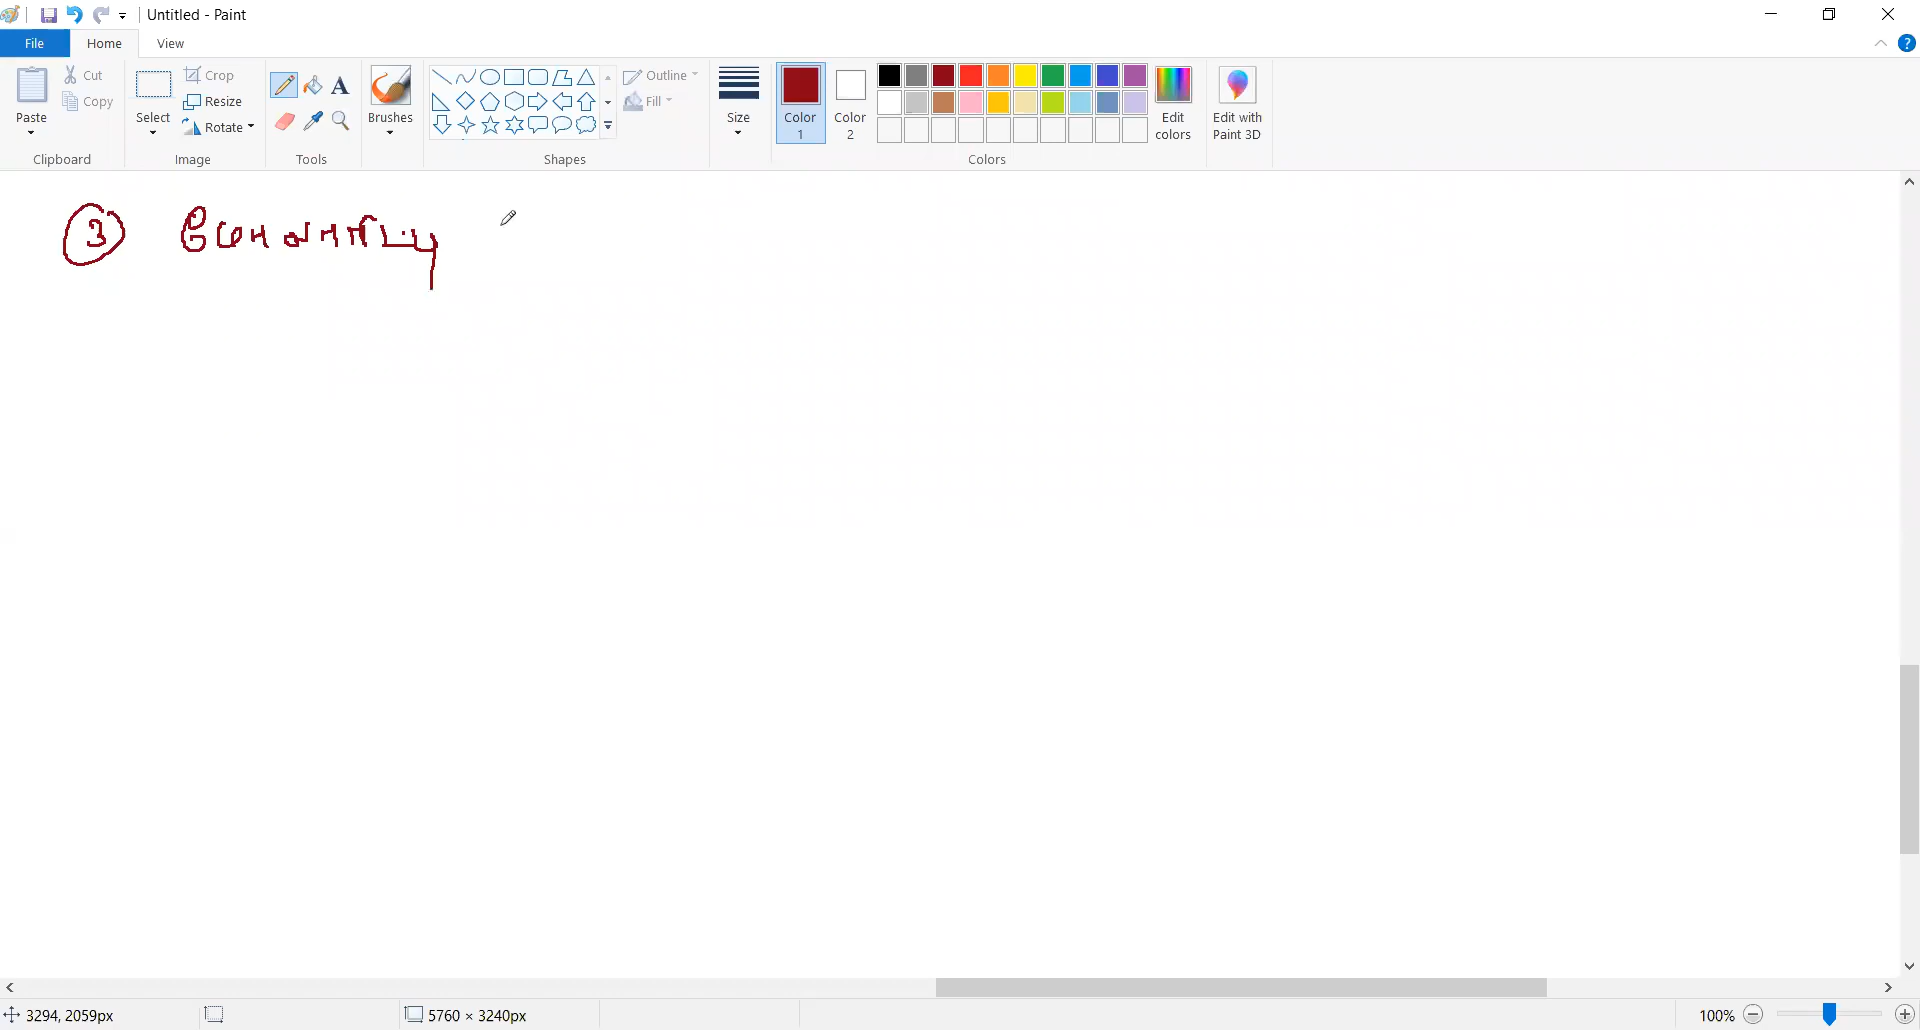 Untitled - Paint
File Home View
Paste Cut Copy Clipboard
Select Crop Resize Rotate Image
A Tools
Brushes
Outline Fill Shapes
Size
Color 1 Color 2 Edit colors Colors
Edit with Paint 3D
?
3
3294, 2059px 5760 × 3240px 100%